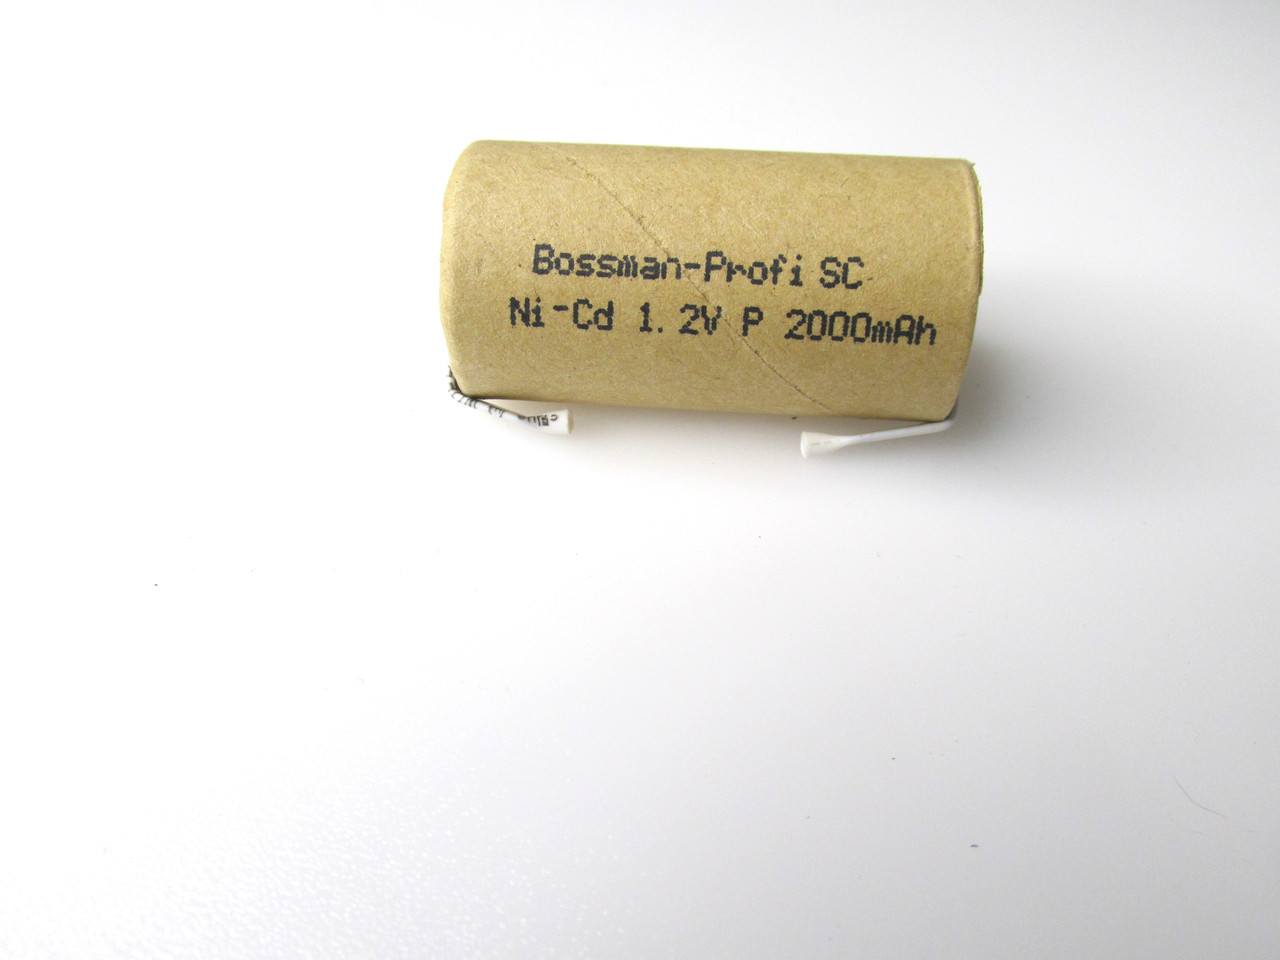 Bossman-Profi SC
Ni-Cd 1.2V P 2000mAh